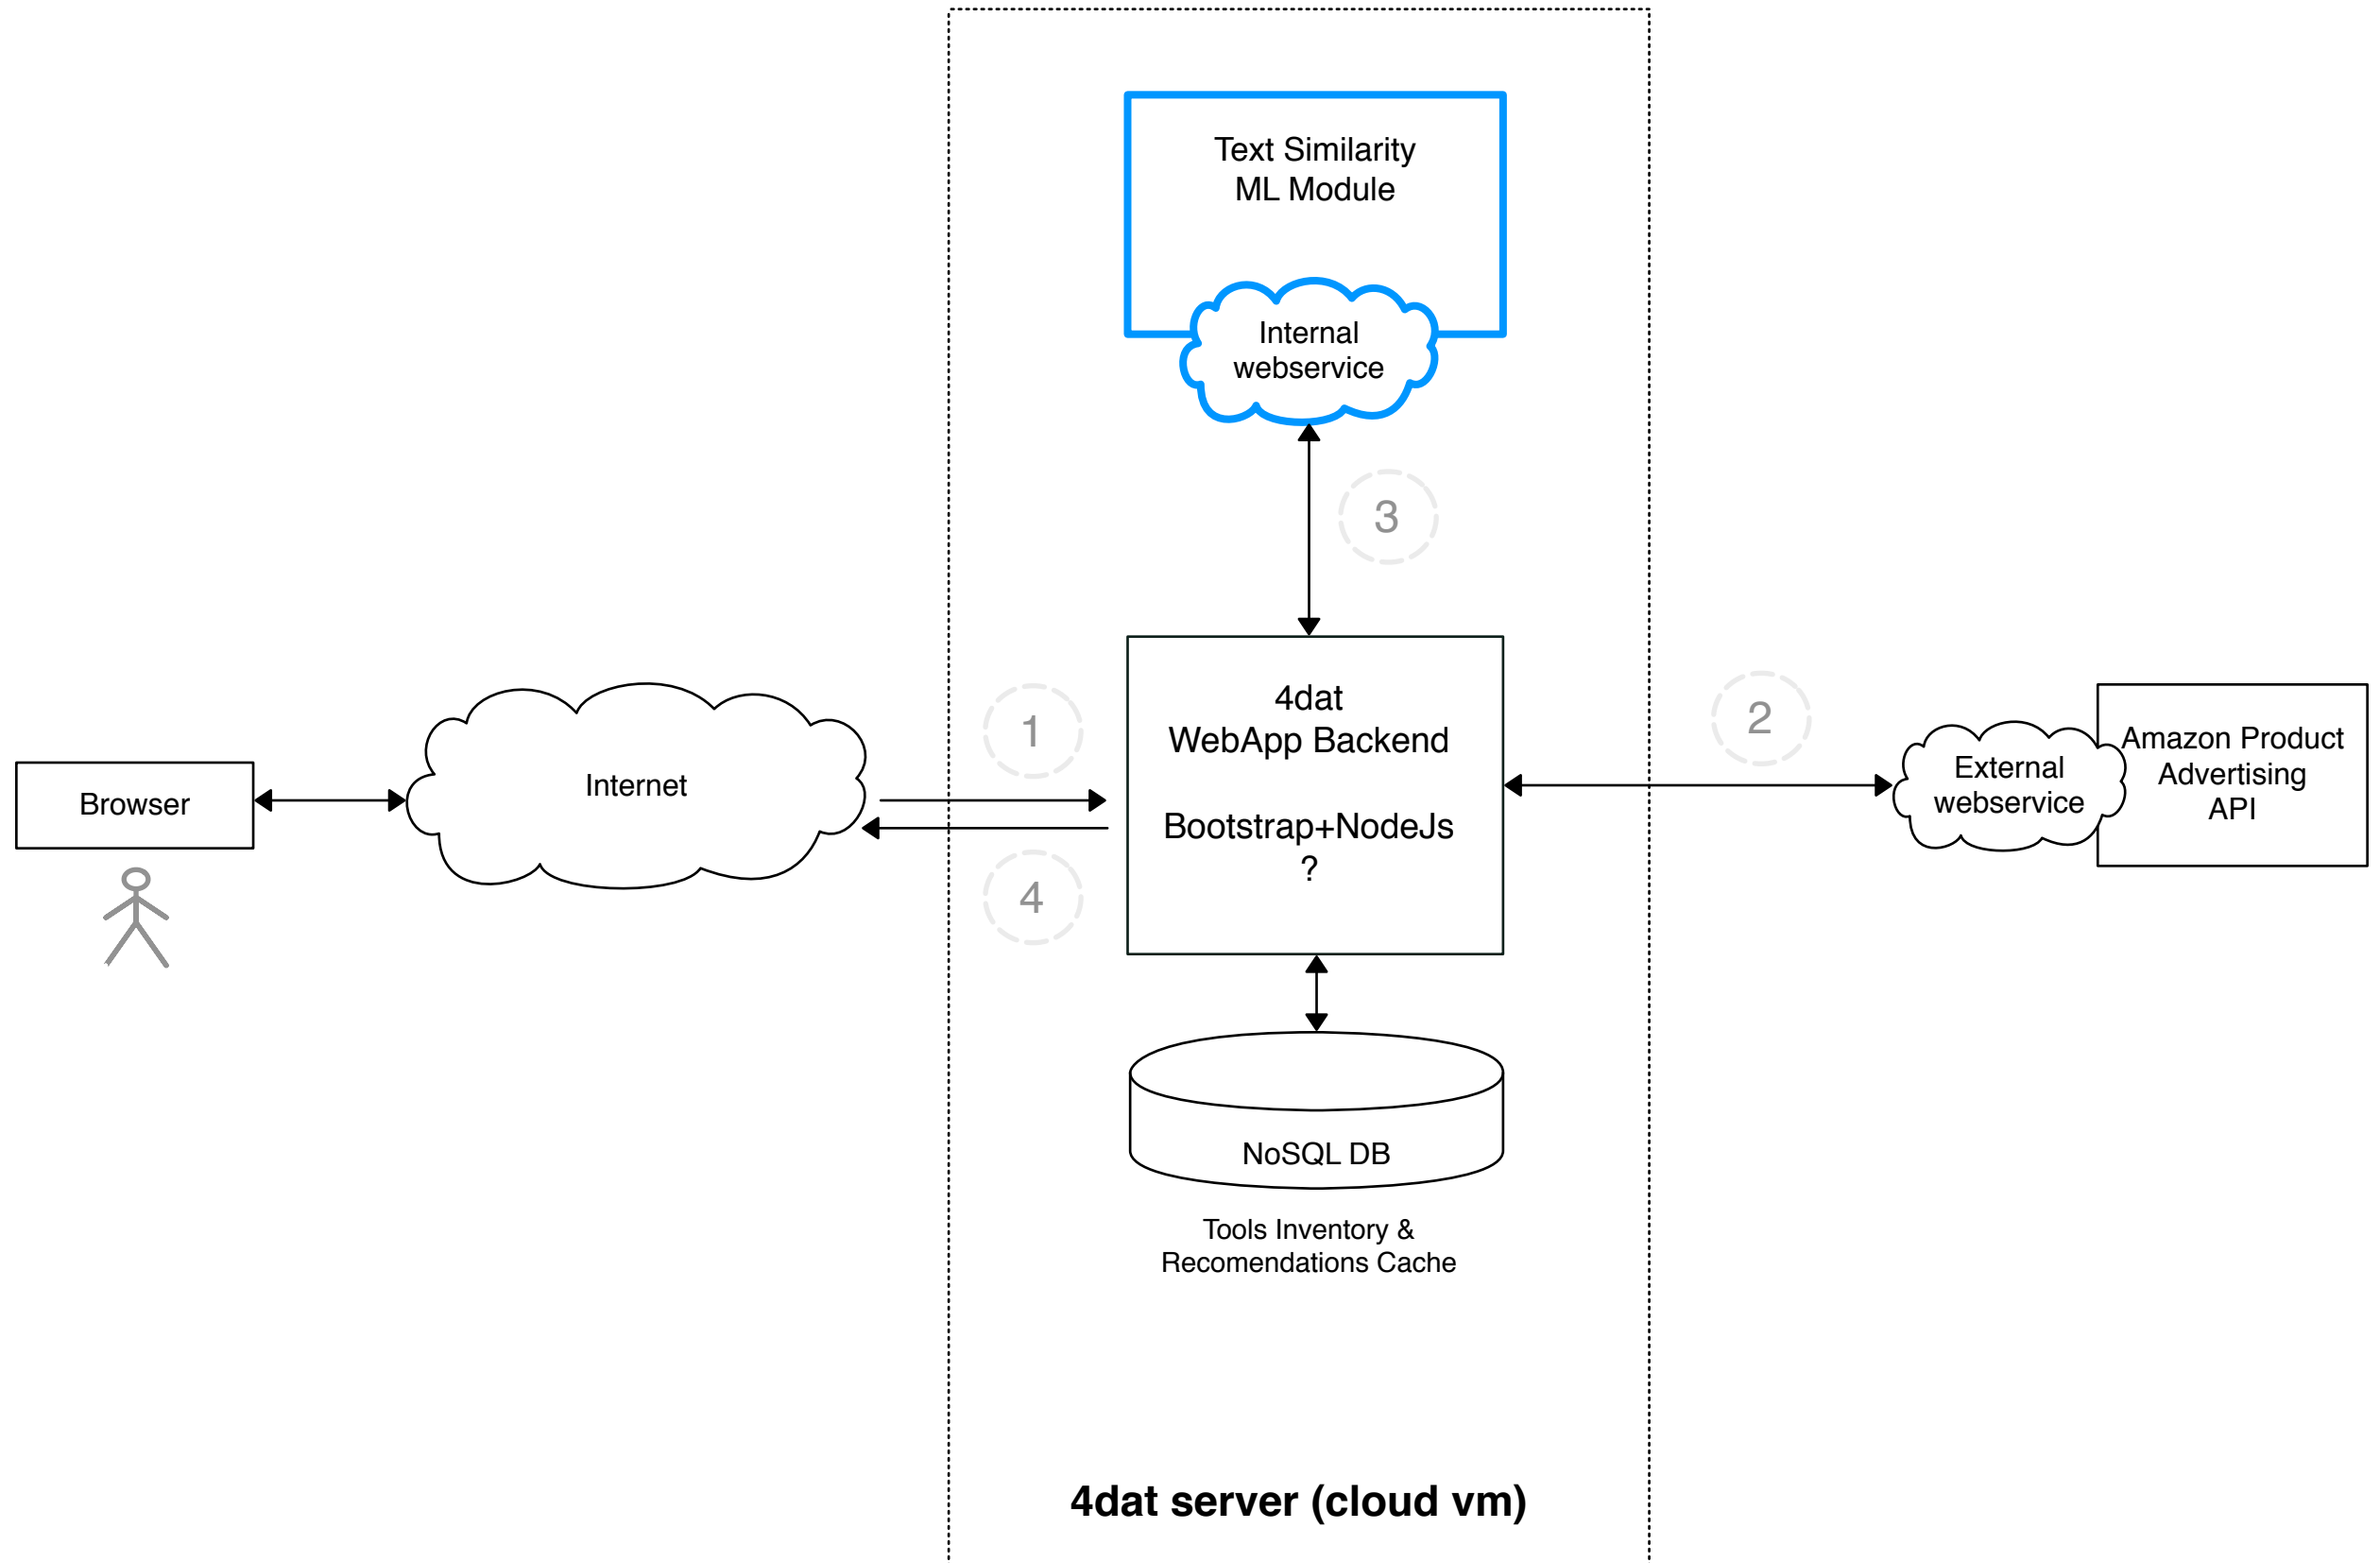 Text Similarity
ML Module
Internal
webservice
3
4dat
WebApp Backend
Bootstrap+NodeJs
?
1
4
2
Browser
Internet
External
webservice
Amazon Product
Advertising
API
NoSQL DB
Tools Inventory &
Recomendations Cache
4dat server (cloud vm)